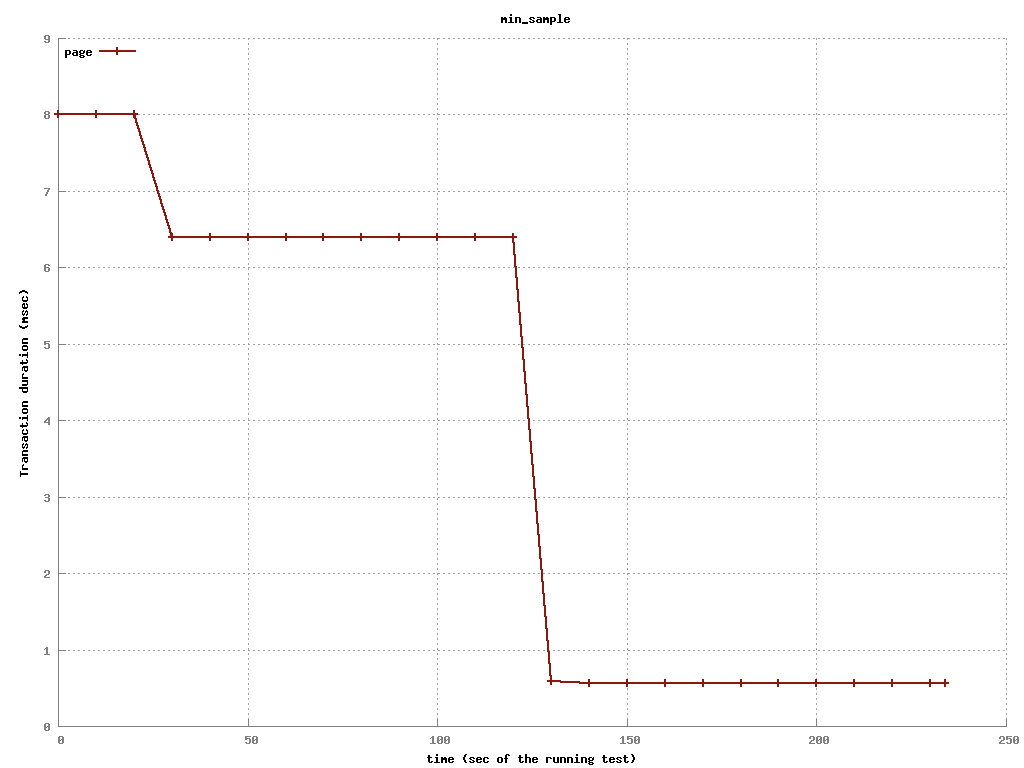 min_sample
page
9
8
7
6
5
4
3
2
1
0
Transaction duration (msec)
0 50 100 150 200 250
time (sec of the running test)